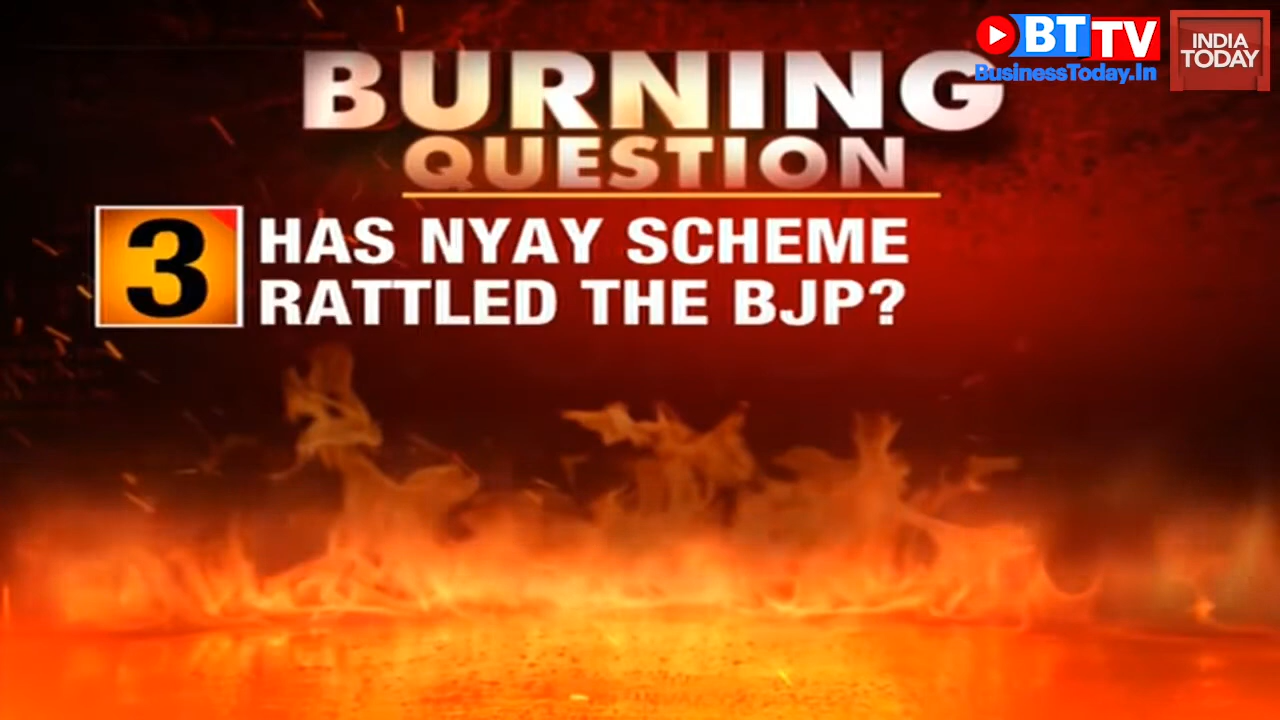 BTTV
BusinessToday.In
INDIA
TODAY
BURNING
QUESTION
3
HAS NYAY SCHEME
RATTLED THE BJP?